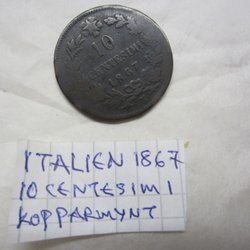 10
CENTESIMI
1867
ITALIEN 1867
10 CENTESIMI
KOPPARMYNT